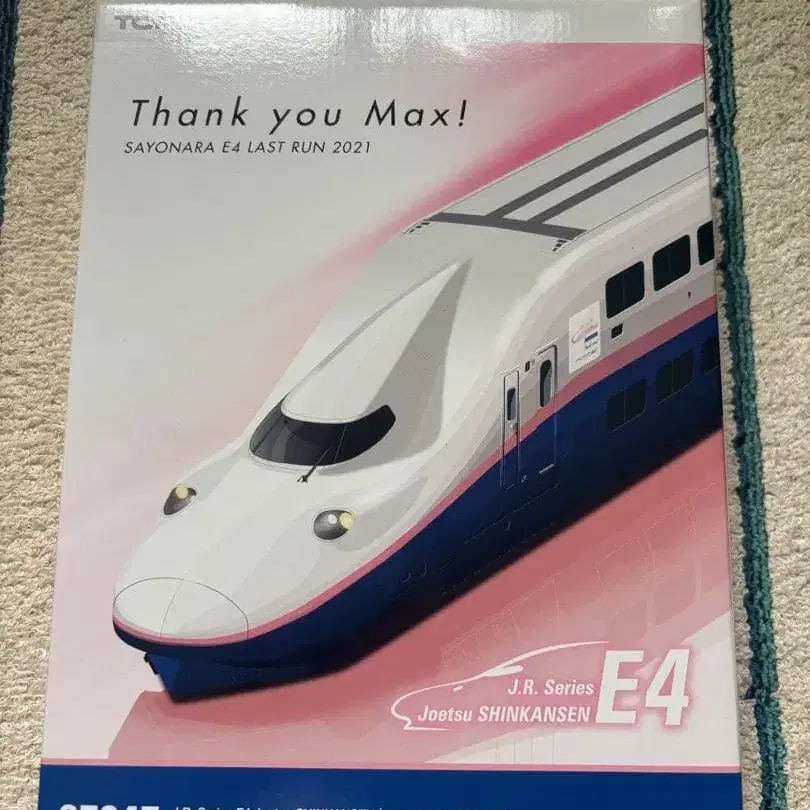 Thank you Max!
SAYONARA E4 LAST RUN 2021
J.R. Series
Joetsu SHINKANSEN
E4